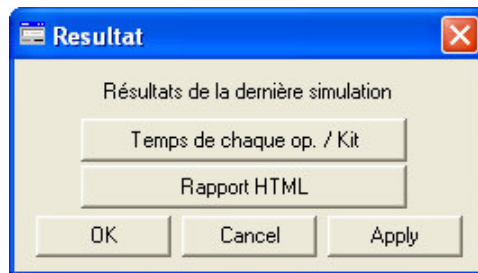 Resultat
Résultats de la dernière simulation
Temps de chaque op. / Kit
Rapport HTML
OK Cancel Apply